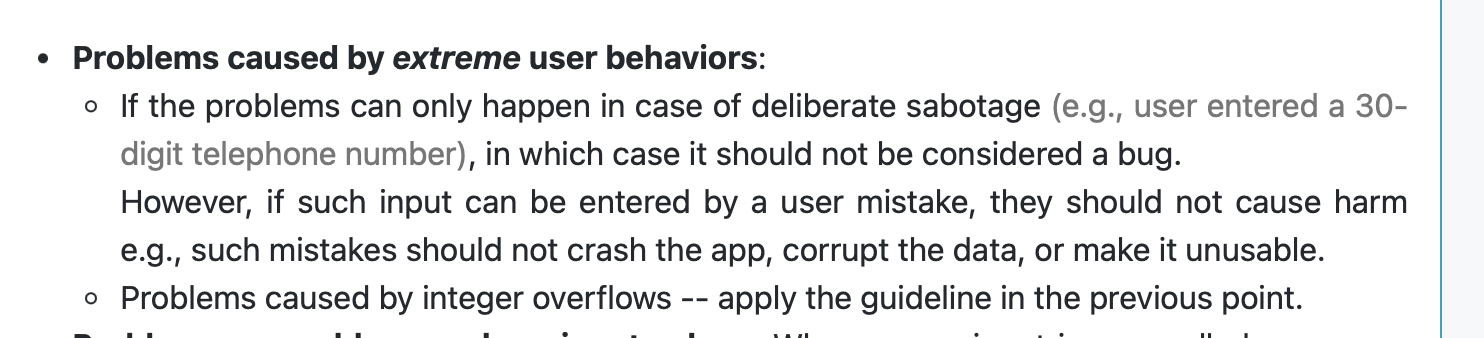 • Problems caused by extreme user behaviors:
○ If the problems can only happen in case of deliberate sabotage (e.g., user entered a 30-
digit telephone number), in which case it should not be considered a bug.
However, if such input can be entered by a user mistake, they should not cause harm
e.g., such mistakes should not crash the app, corrupt the data, or make it unusable.
○ Problems caused by integer overflows -- apply the guideline in the previous point.